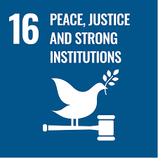 16 PEACE, JUSTICE
AND STRONG
INSTITUTIONS